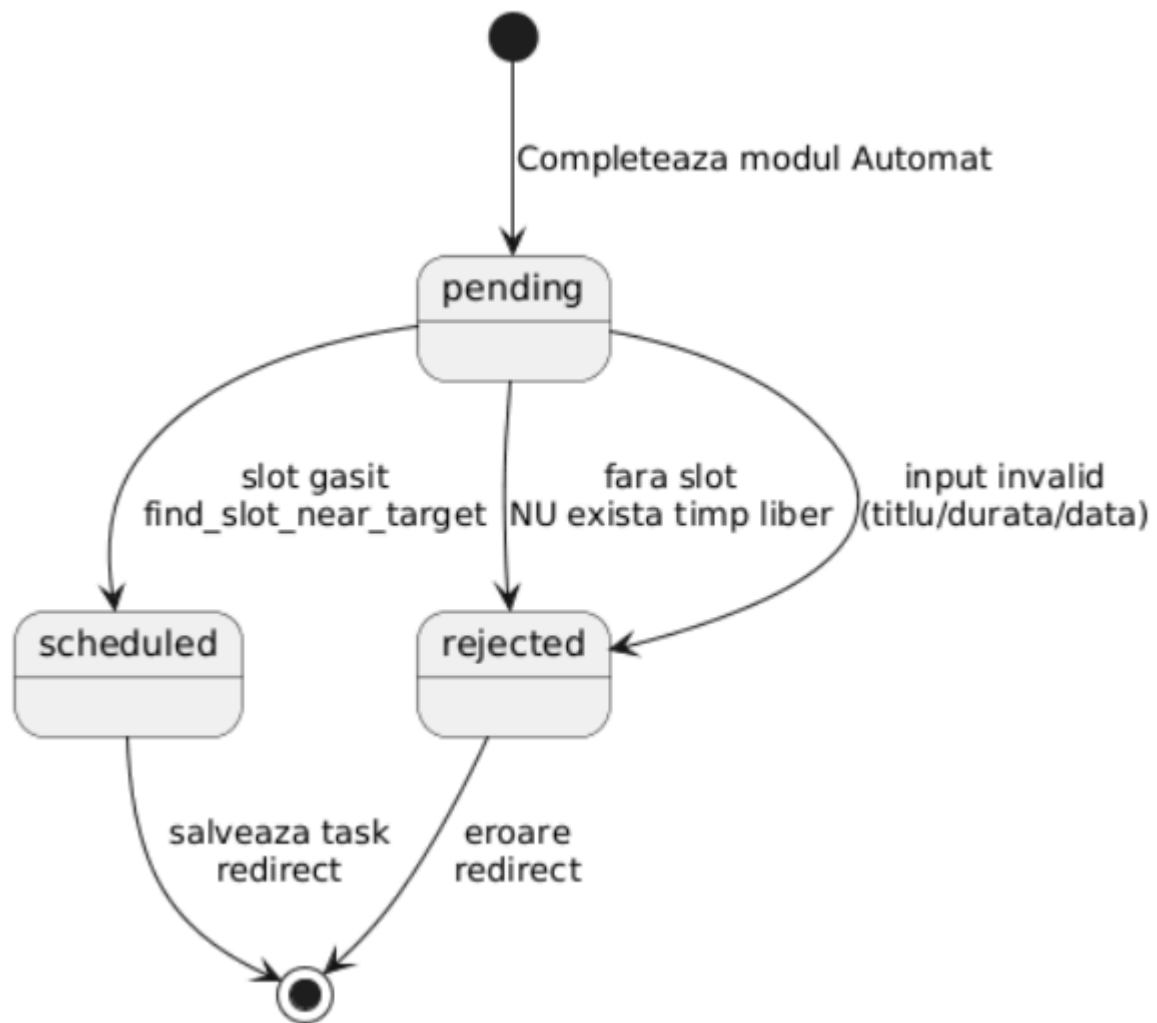 Completeaza modul Automat
pending
slot gasit
find_slot_near_target
fara slot
NU exista timp liber
input invalid
(titlu/durata/data)
scheduled
rejected
salveaza task
redirect
eroare
redirect